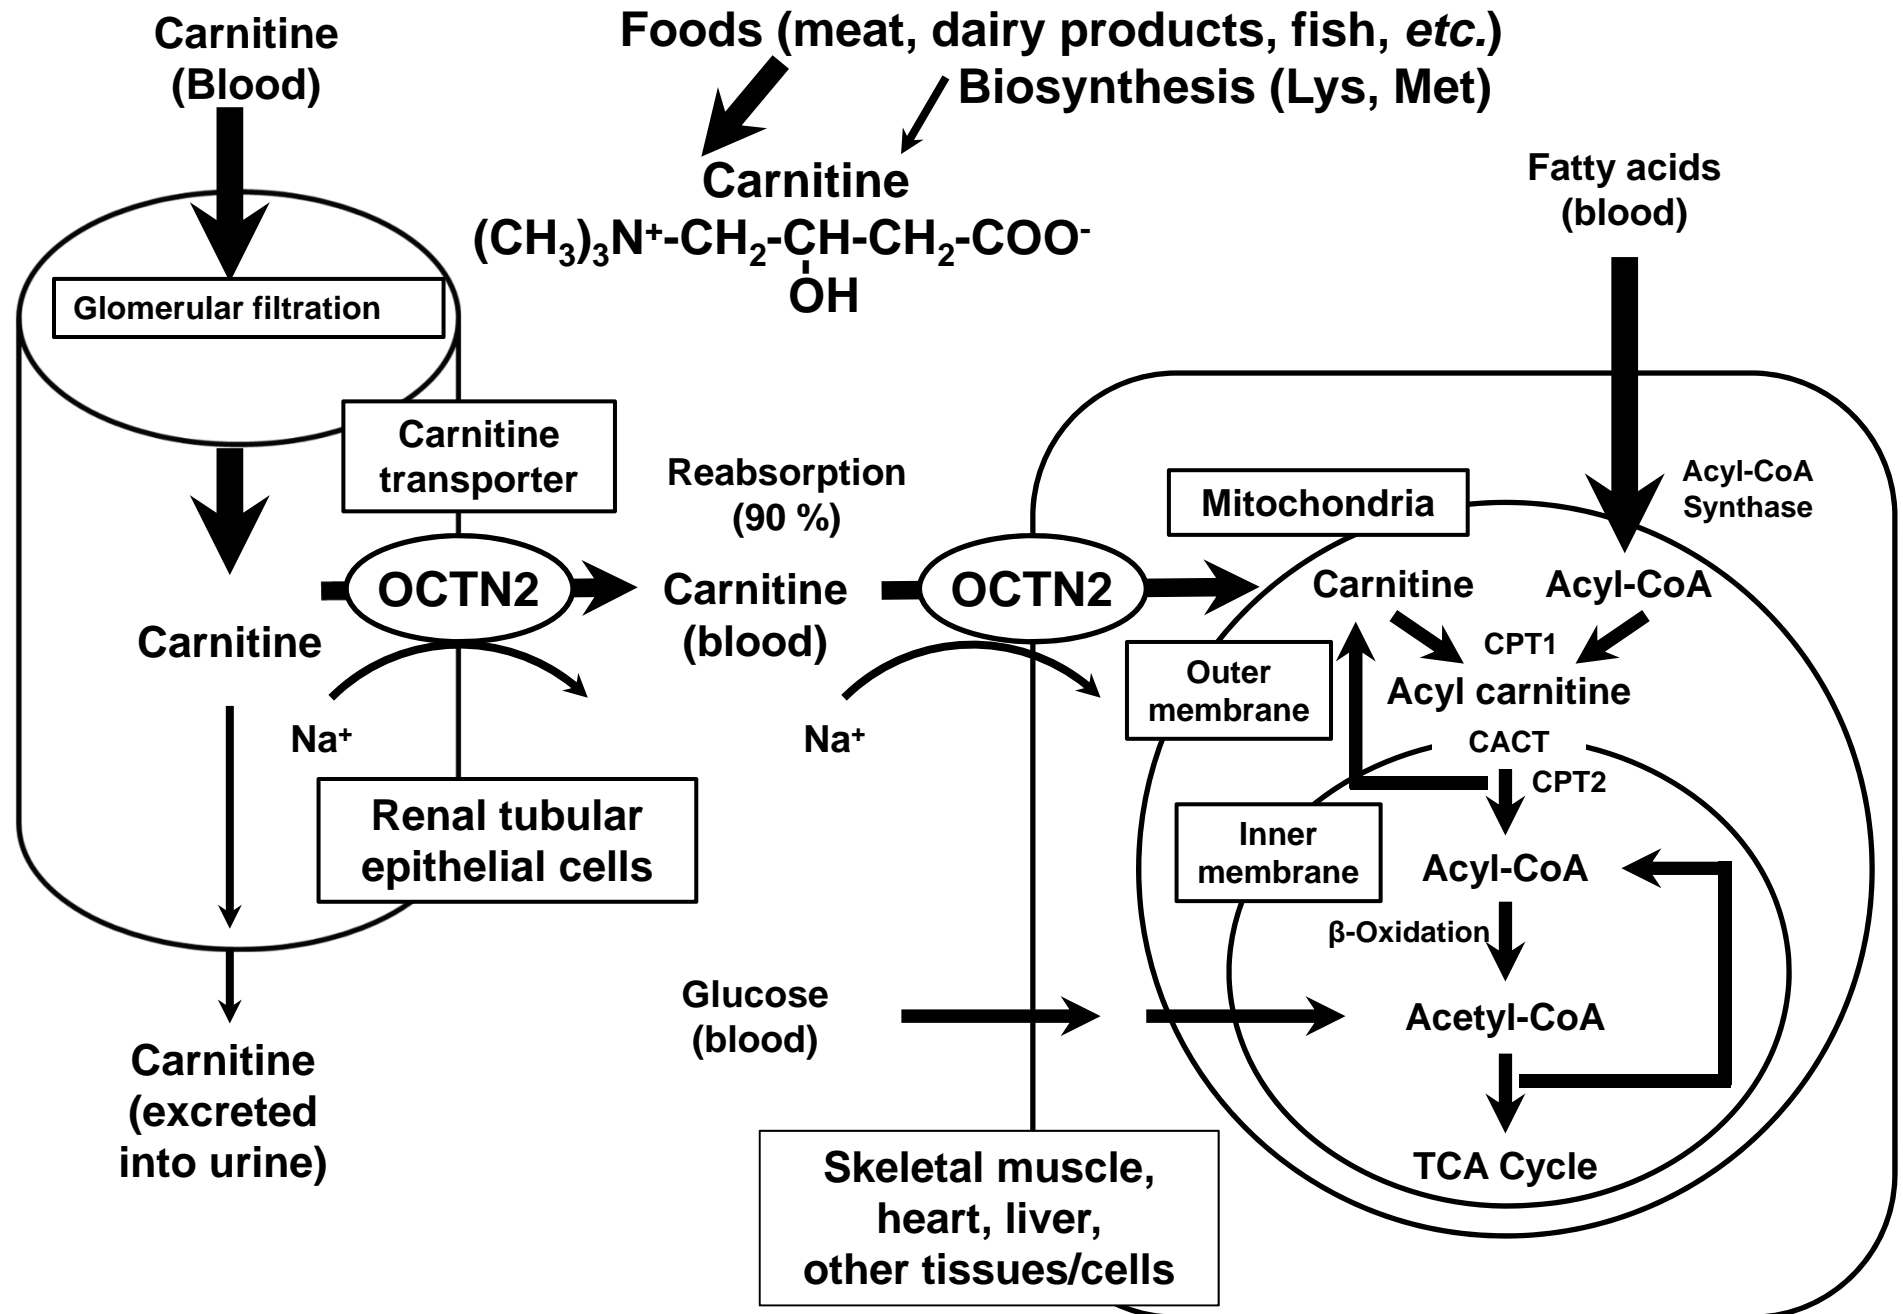 Carnitine
(Blood)
Foods (meat, dairy products, fish, etc.)
Biosynthesis (Lys, Met)
Carnitine
(CH₃)₃N⁺-CH₂-CH-CH₂-COO⁻
OH
Fatty acids
(blood)
Glomerular filtration
Carnitine
transporter
Reabsorption
(90 %)
Mitochondria
Acyl-CoA
Synthase
OCTN2
Carnitine
(blood)
OCTN2
Carnitine
Acyl-CoA
Carnitine
CPT1
Outer
membrane
Acyl carnitine
Na⁺
Na⁺
CACT
CPT2
Renal tubular
epithelial cells
Inner
membrane
Acyl-CoA
β-Oxidation
Glucose
(blood)
Acetyl-CoA
Carnitine
(excreted
into urine)
TCA Cycle
Skeletal muscle,
heart, liver,
other tissues/cells